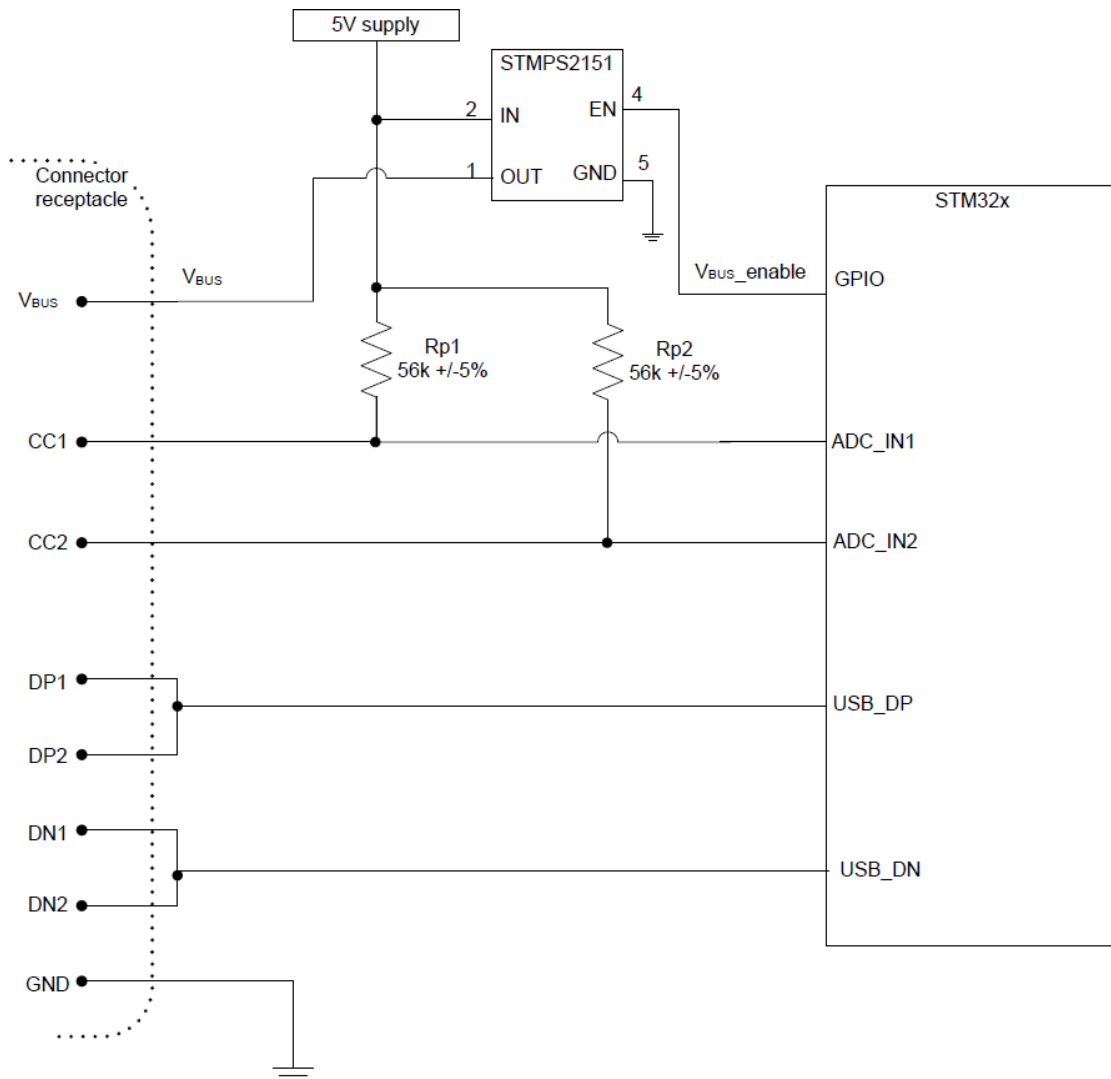 5V supply
STMPS2151
2
IN
EN
4
1
OUT
GND
5
Connector
receptacle
STM32x
VBUS
VBUS
VBUS_enable
GPIO
Rp1
56k +/-5%
Rp2
56k +/-5%
CC1
ADC_IN1
CC2
ADC_IN2
DP1
USB_DP
DP2
DN1
USB_DN
DN2
GND